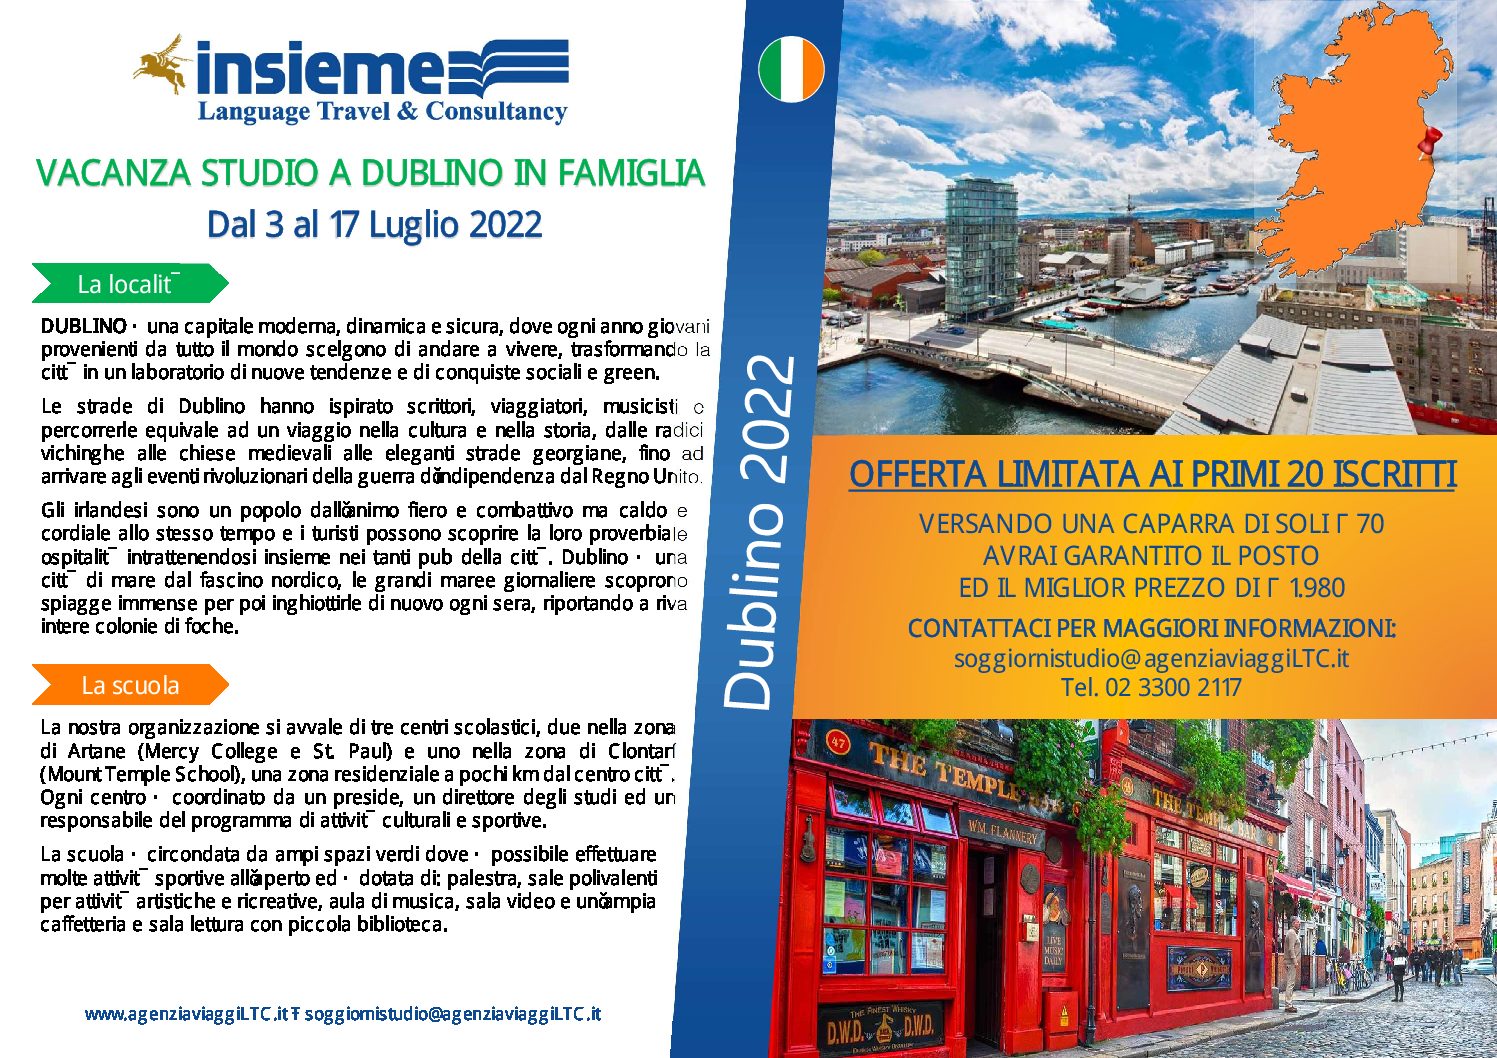 insieme
Language Travel & Consultancy
VACANZA STUDIO A DUBLINO IN FAMIGLIA
Dal 3 al 17 Luglio 2022
La localit¯
DUBLINO · una capitale moderna, dinamica e sicura, dove ogni anno giovani
provenienti da tutto il mondo scelgono di andare a vivere, trasformando la
citt¯ in un laboratorio di nuove tendenze e di conquiste sociali e green.
Le strade di Dublino hanno ispirato scrittori, viaggiatori, musicisti e
percorrerle equivale ad un viaggio nella cultura e nella storia, dalle radici
vichinghe alle chiese medievali alle eleganti strade georgiane, fino ad
arrivare agli eventi rivoluzionari della guerra dõindipendenza dal Regno Unito.
Gli irlandesi sono un popolo dallõanimo fiero e combattivo ma caldo e
cordiale allo stesso tempo e i turisti possono scoprire la loro proverbiale
ospitalit¯ intrattenendosi insieme nei tanti pub della citt¯. Dublino · una
citt¯ di mare dal fascino nordico, le grandi maree giornaliere scoprono
spiagge immense per poi inghiottirle di nuovo ogni sera, riportando a riva
intere colonie di foche.
La scuola
La nostra organizzazione si avvale di tre centri scolastici, due nella zona
di Artane (Mercy College e St. Paul) e uno nella zona di Clontarf
(Mount Temple School), una zona residenziale a pochi km dal centro citt¯.
Ogni centro · coordinato da un preside, un direttore degli studi ed un
responsabile del programma di attivit¯ culturali e sportive.
La scuola · circondata da ampi spazi verdi dove · possibile effettuare
molte attivit¯ sportive allõaperto ed · dotata di: palestra, sale polivalenti
per attivit¯ artistiche e ricreative, aula di musica, sala video e unõampia
caffetteria e sala lettura con piccola biblioteca.
www.agenziaviaggiLTC.it Ŧ soggiornistudio@agenziaviaggiLTC.it
Dublino 2022
OFFERTA LIMITATA AI PRIMI 20 ISCRITTI
VERSANDO UNA CAPARRA DI SOLI Γ 70
AVRAI GARANTITO IL POSTO
ED IL MIGLIOR PREZZO DI Γ 1.980
CONTATTACI PER MAGGIORI INFORMAZIONI:
soggiornistudio@agenziaviaggiLTC.it
Tel. 02 3300 2117
47
THE TEMPLE
WM. FLANNERY
THE TEMPLE BAR
LIVE
MUSIC
DAILY
THE FINEST WHISKY
D.W.D. D.W.D.